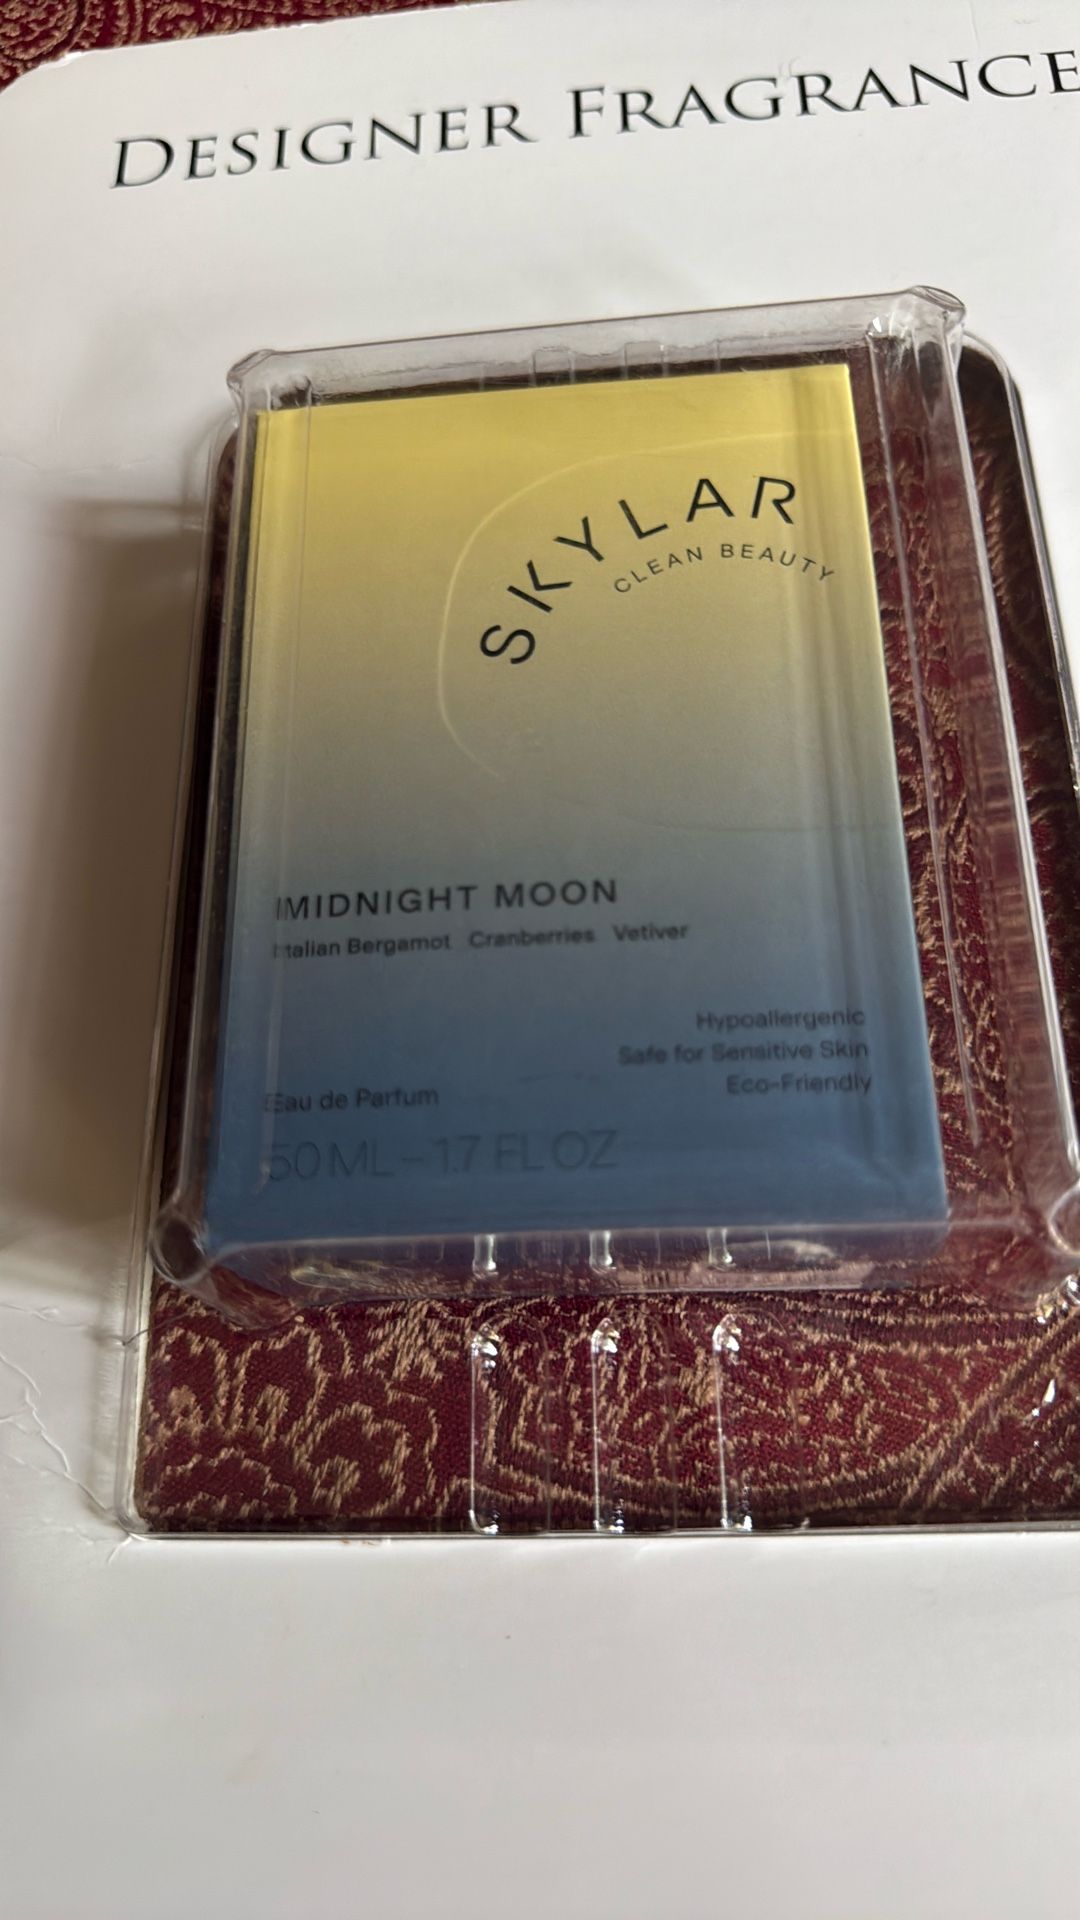 DESIGNER FRAGRANCE
SKYLAR
CLEAN BEAUTY
MIDNIGHT MOON
Italian Bergamot Cranberries Vetiver
Hypoallergenic
Safe for Sensitive Skin
Eco-Friendly
Eau de Parfum
50 ML – 1.7 FL OZ